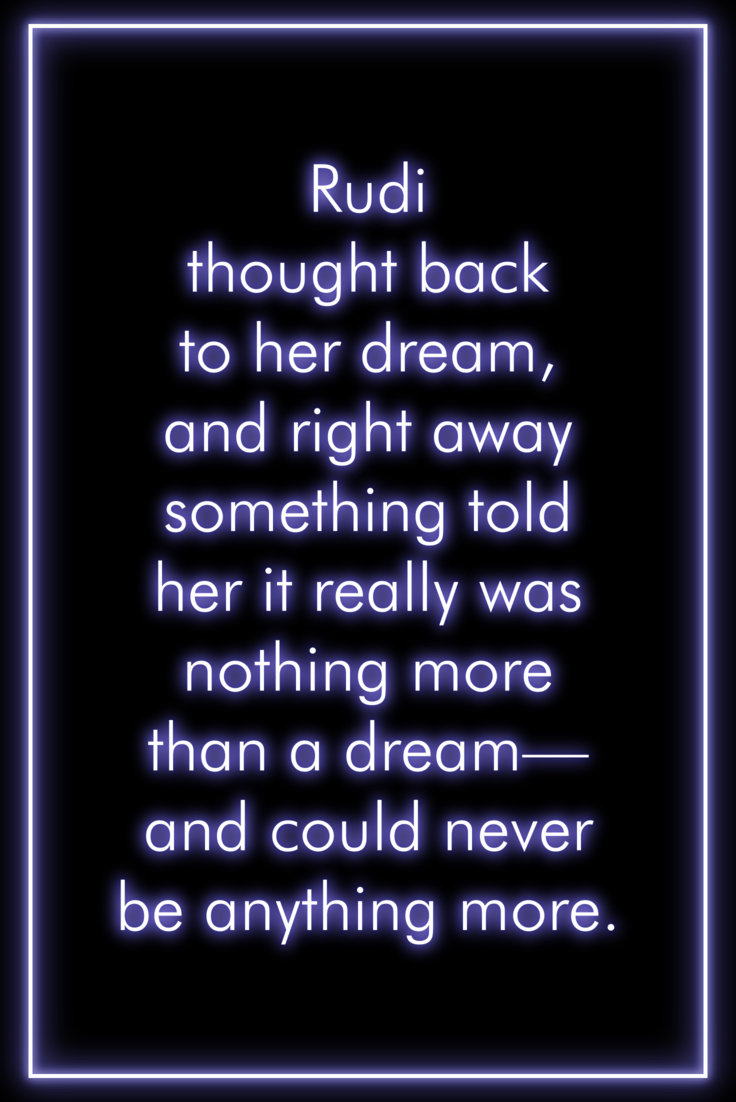 Rudi
thought back
to her dream,
and right away
something told
her it really was
nothing more
than a dream—
and could never
be anything more.